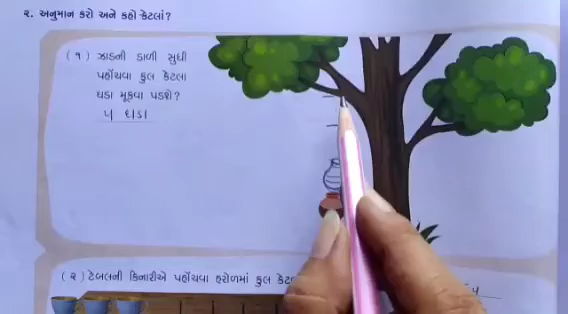 ૨. અનુમાન કરો અને કહો કેટલાં ?
(૧) ઝાડની ડાળી સુધી
પહોંચવા કુલ કેટલા
ઘડા મૂકવા પડશે?
૫ ઘડા
(૨) ટેબલની કિનારીએ પહોંચવા હરોળમાં કુલ